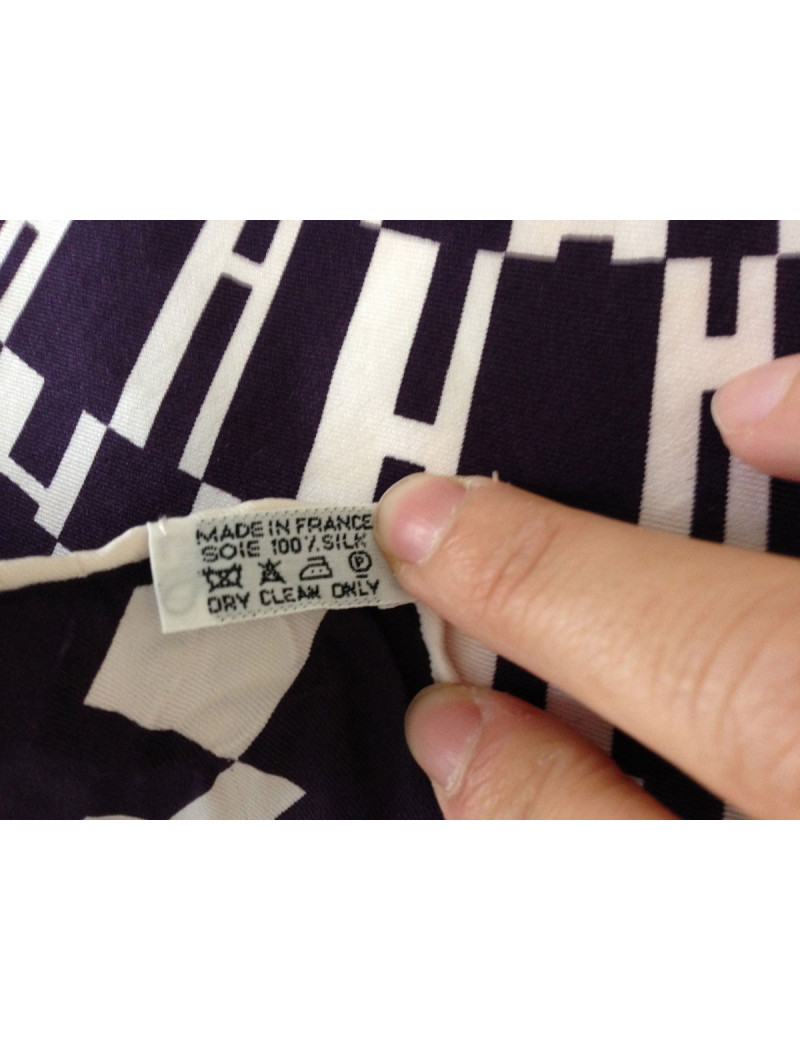 MADE IN FRANCE
SOIE 100% SILK
P
DRY CLEAN ONLY